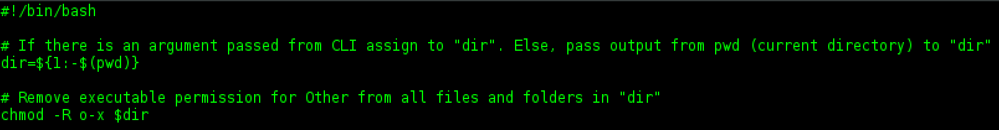 #!/bin/bash
# If there is an argument passed from CLI assign to "dir". Else, pass output from pwd (current directory) to "dir"
dir=${1:-$(pwd)}
# Remove executable permission for Other from all files and folders in "dir"
chmod -R o-x $dir